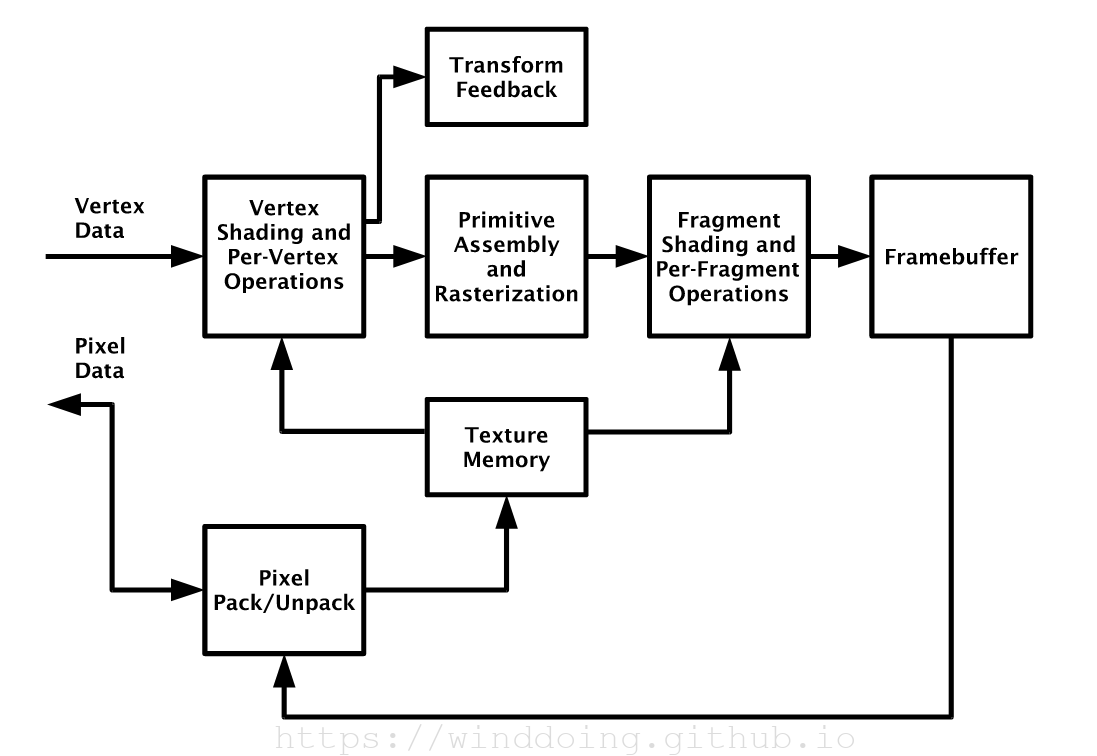 Transform
Feedback
Vertex
Data
Vertex
Shading and
Per-Vertex
Operations
Primitive
Assembly
and
Rasterization
Fragment
Shading and
Per-Fragment
Operations
Framebuffer
Pixel
Data
Texture
Memory
Pixel
Pack/Unpack
https://winddoing.github.io